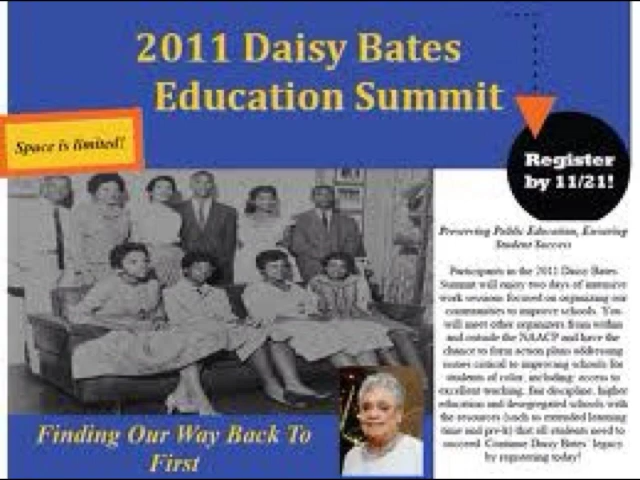 2011 Daisy Bates
Education Summit
Space is limited!
Register
by 11/21!
Preserving Public Education, Ensuring
Student Success
Participants in the 2011 Daisy Bates
Summit will enjoy two days of intensive
work sessions focused on organizing our
communities to improve schools. You
will meet other organizers from within
and outside the NAACP and have the
chance to form action plans addressing
issues critical to improving schools for
students of color, including: access to
excellent teaching, fair discipline, higher
education and desegregated schools with
the resources (such as extended learning
time and pre-k) that all students need to
succeed. Continue Daisy Bates' legacy
by registering today!
Finding Our Way Back To
First